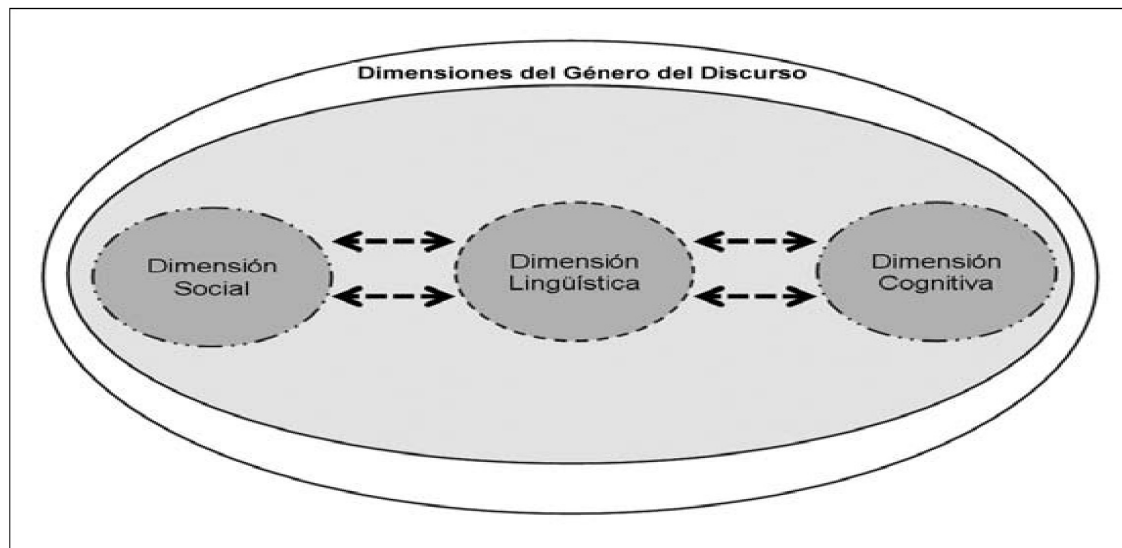 Dimensiones del Género del Discurso
Dimensión
Social
Dimensión
Lingüística
Dimensión
Cognitiva